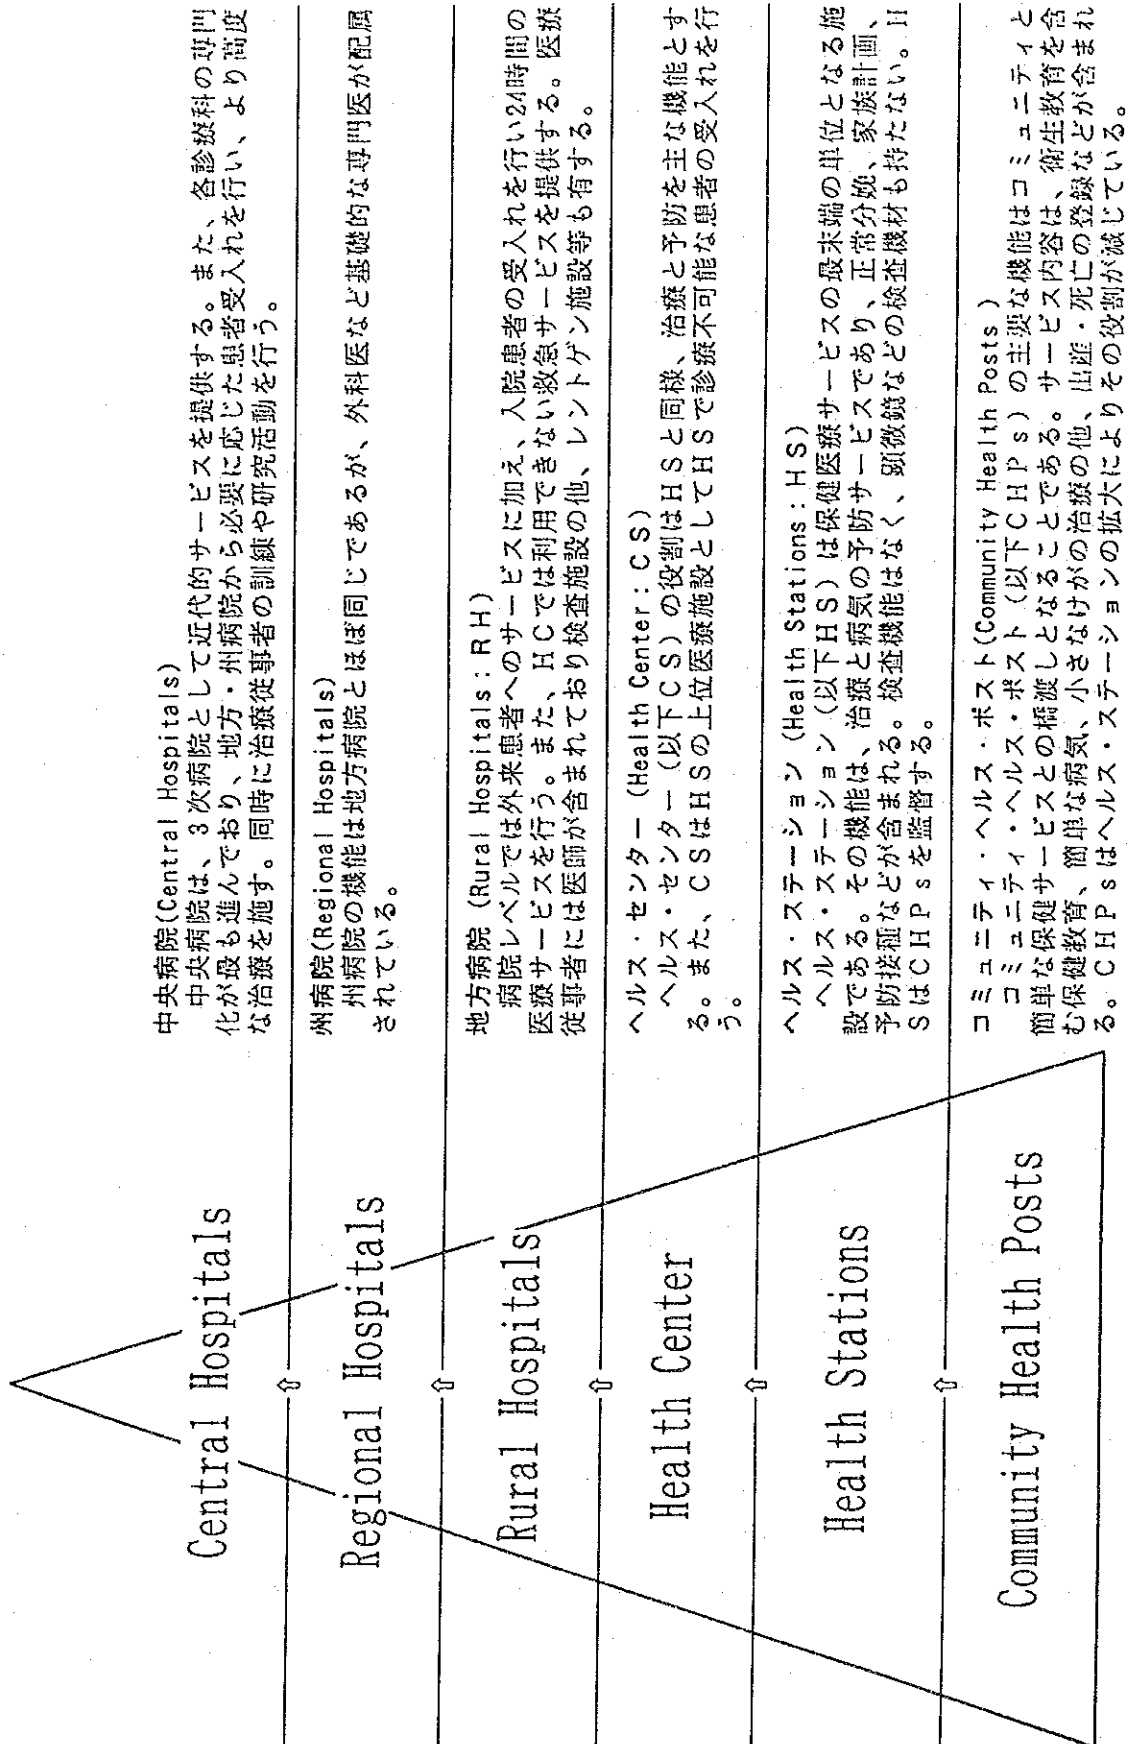 Central Hospitals
中央病院(Central Hospitals)
中央病院は、3次病院として近代的サービスを提供する。また、各診療科の専門
化が最も進んでおり、地方・州病院から必要に応じた患者受入れを行い、より高度
な治療を施す。同時に治療従事者の訓練や研究活動を行う。
⇧
Regional Hospitals
州病院(Regional Hospitals)
州病院の機能は地方病院とほぼ同じであるが、外科医など基礎的な専門医が配属
されている。
⇧
Rural Hospitals
地方病院 (Rural Hospitals:RH)
病院レベルでは外来患者へのサービスに加え、入院患者の受入れを行い24時間の
医療サービスを行う。また、HCでは利用できない救急サービスを提供する。医療
従事者には医師が含まれており検査施設の他、レントゲン施設等も有する。
⇧
Health Center
ヘルス・センター (Health Center:CS)
ヘルス・センター(以下CS)の役割はHSと同様、治療と予防を主な機能とす
る。また、CSはHSの上位医療施設としてHSで診療不可能な患者の受入れを行
う。
⇧
Health Stations
ヘルス・ステーション (Health Stations:HS)
ヘルス・ステーション(以下HS)は保健医療サービスの最末端の単位となる施
設である。その機能は、治療と病気の予防サービスであり、正常分娩、家族計画、
予防接種などが含まれる。検査機能はなく、顕微鏡などの検査機材も持たない。H
SはCHPsを監督する。
⇧
Community Health Posts
コミュニティ・ヘルス・ポスト(Community Health Posts)
コミュニティ・ヘルス・ポスト(以下CHPs)の主要な機能はコミュニティと
簡単な保健サービスとの橋渡しとなることである。サービス内容は、衛生教育を含
む保健教育、簡単な病気、小さなけがの治療の他、出産・死亡の登録などが含まれ
る。CHPsはヘルス・ステーションの拡大によりその役割が減じている。